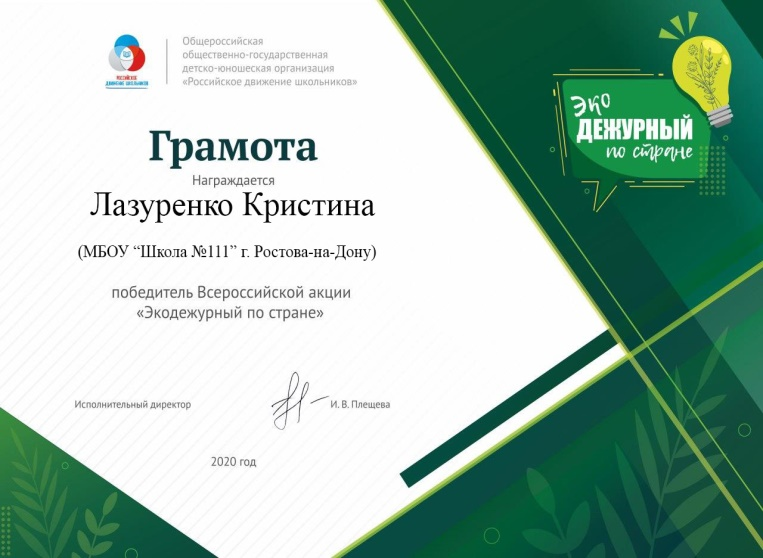 РОССИЙСКОЕ
ДВИЖЕНИЕ ШКОЛЬНИКОВ
Общероссийская
общественно-государственная
детско-юношеская организация
«Российское движение школьников»
Эко
ДЕЖУРНЫЙ
по стране
Грамота
Награждается
Лазуренко Кристина
(МБОУ “Школа №111” г. Ростова-на-Дону)
победитель Всероссийской акции
«Экодежурный по стране»
Исполнительный директор
И. В. Плещева
2020 год